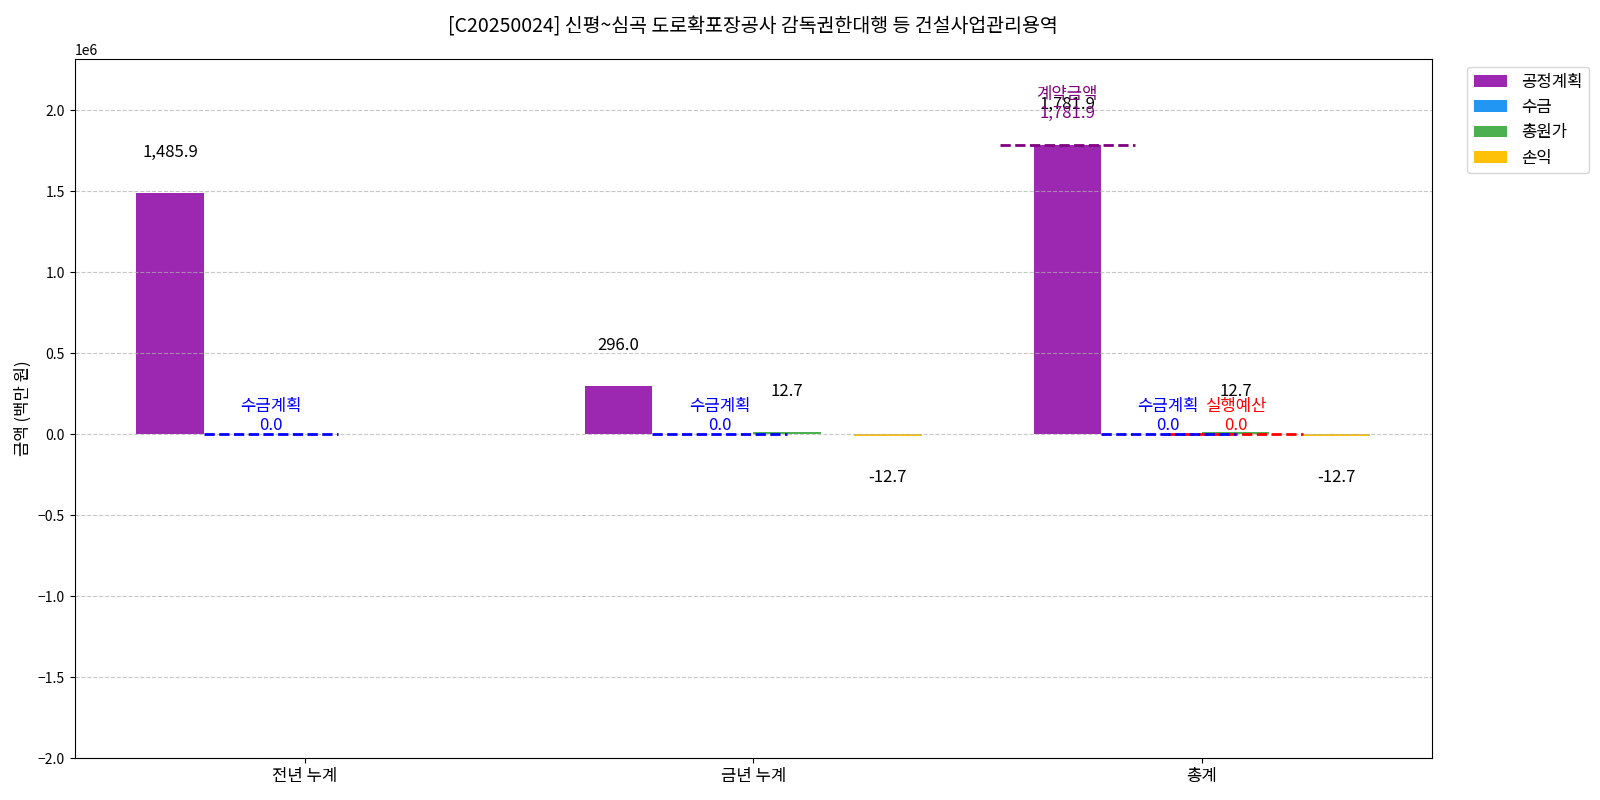 [C20250024] 신평~심곡 도로확포장공사 감독권한대행 등 건설사업관리용역
1e6
공정계획
수금
총원가
손익
금액 (백만 원)
2.0
1.5
1.0
0.5
0.0
−0.5
−1.0
−1.5
−2.0
1,485.9
수금계획
0.0
296.0
수금계획
0.0
12.7
-12.7
계약금액
1,781.9
1,781.9
수금계획
0.0
12.7
실행예산
0.0
-12.7
전년 누계
금년 누계
총계